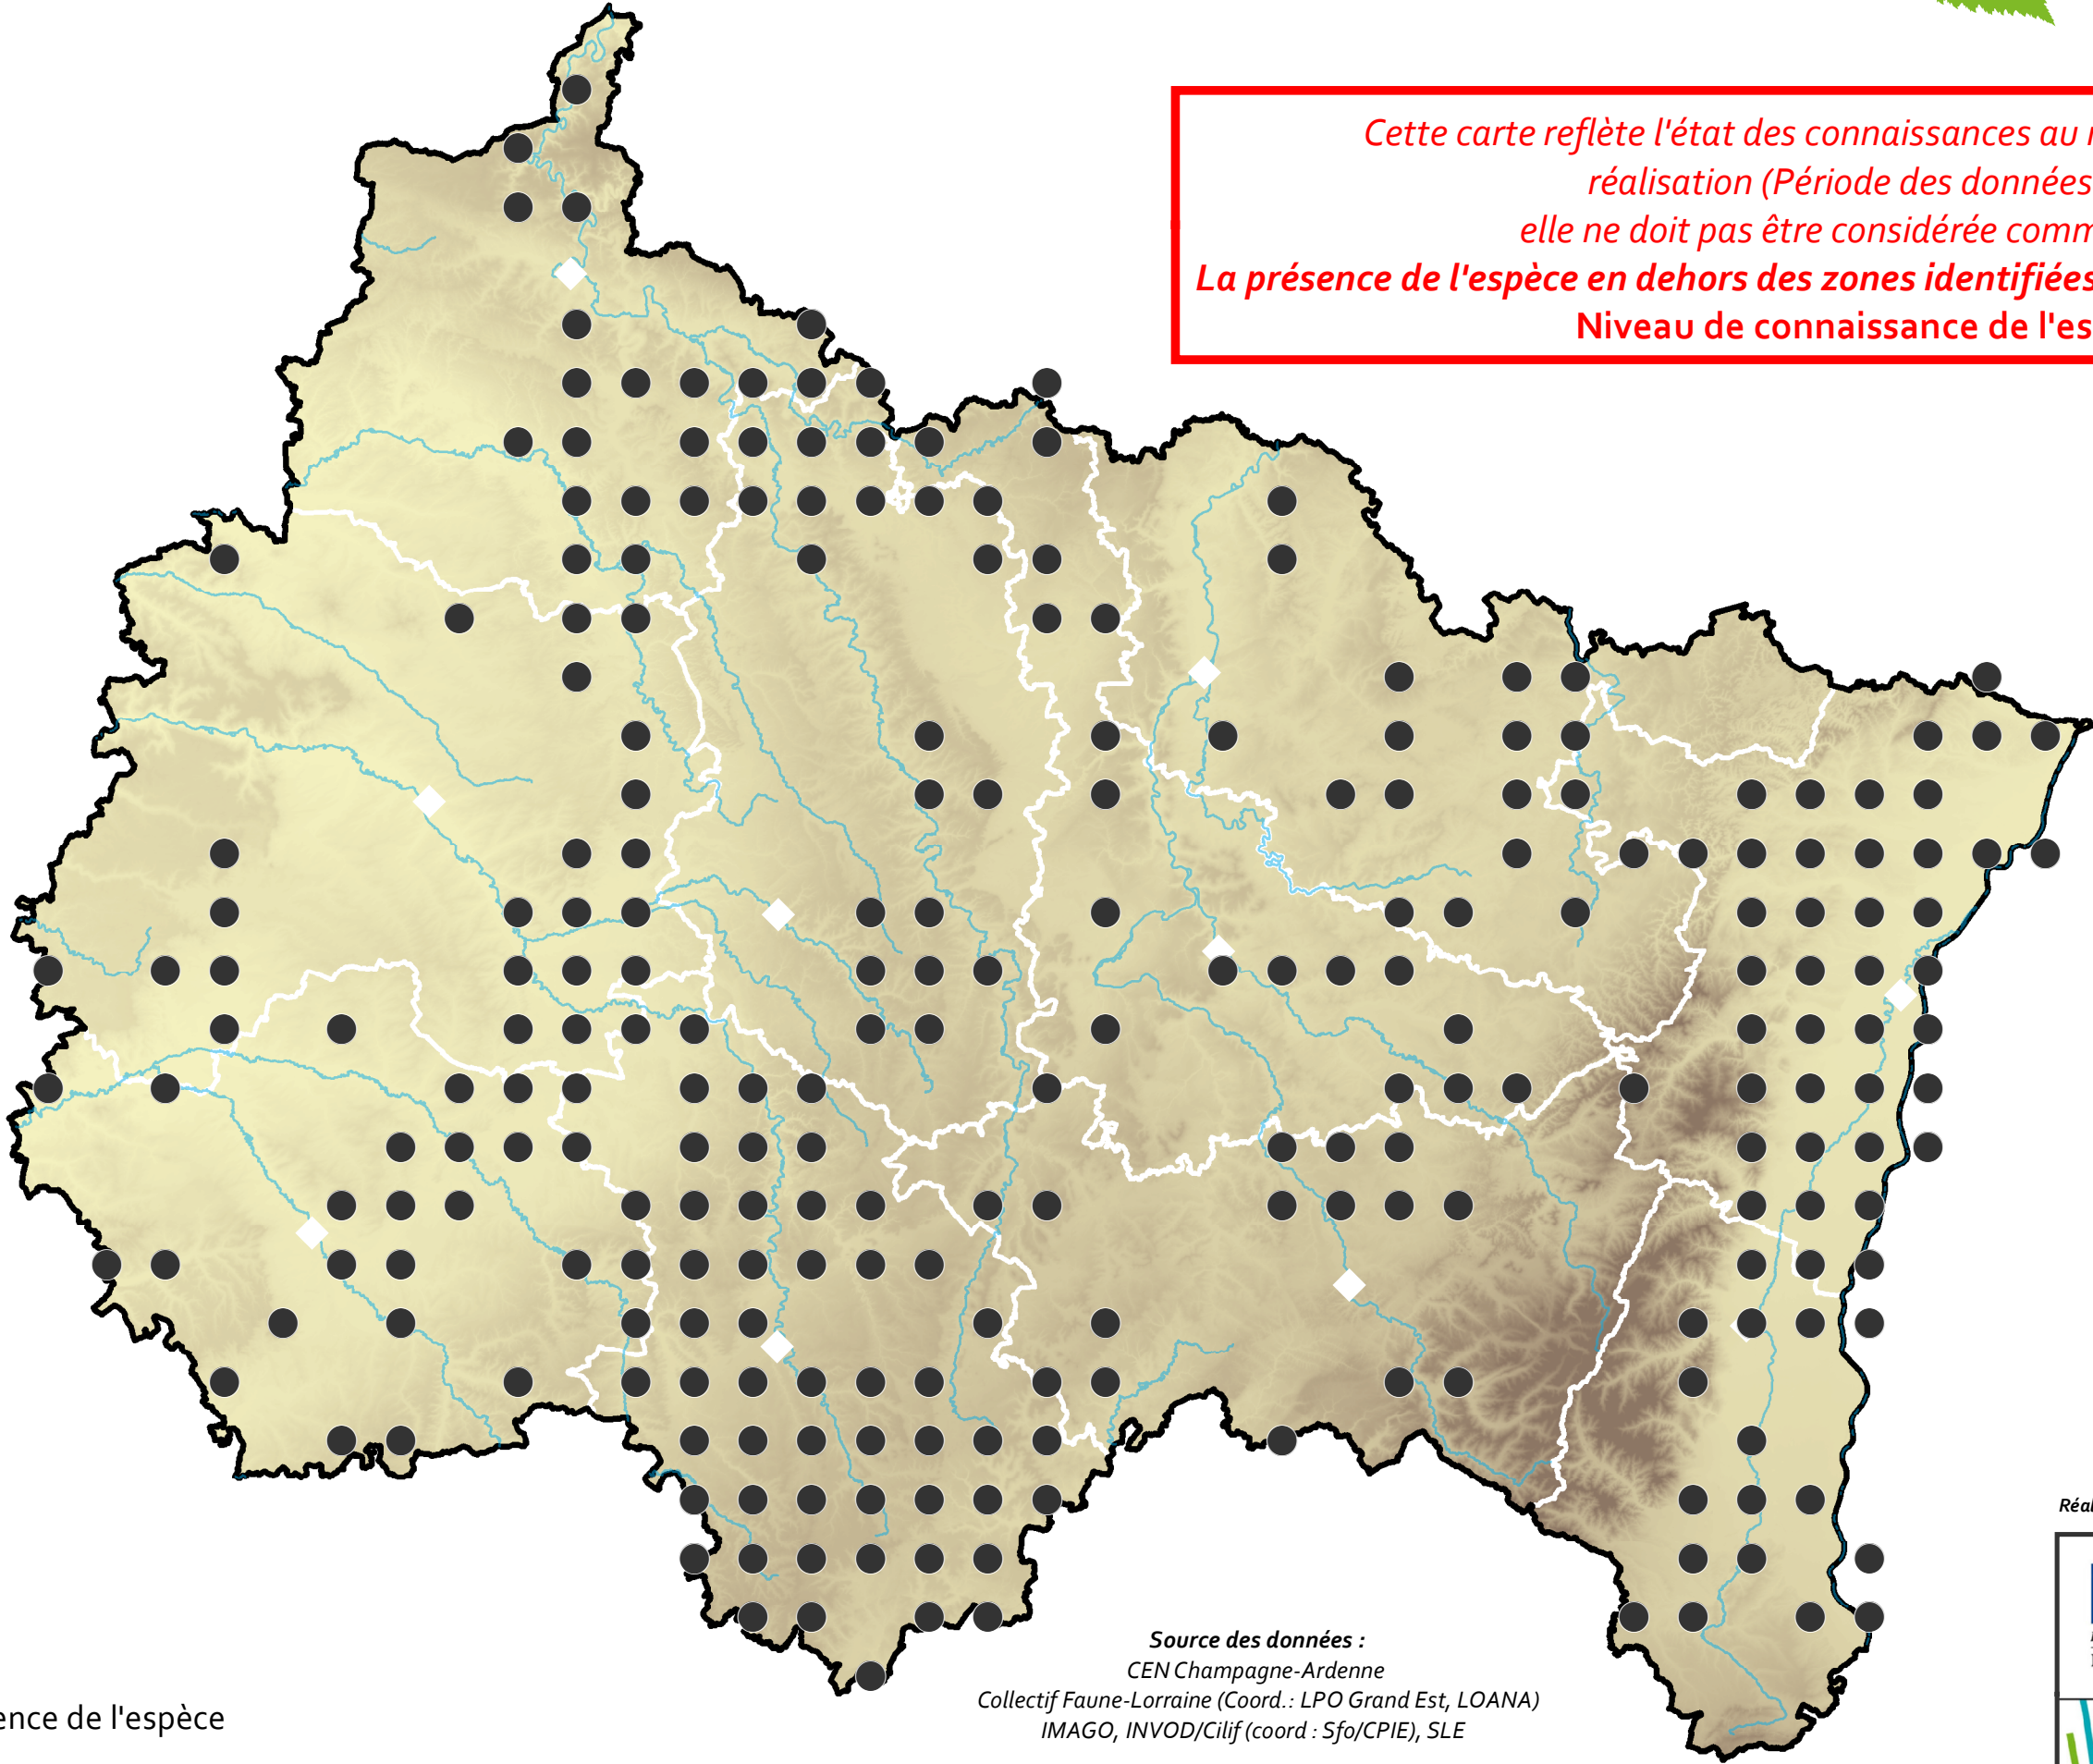 Cette carte reflète l'état des connaissances au
réalisation (Période des données
elle ne doit pas être considérée comm
La présence de l'espèce en dehors des zones identifiées
Niveau de connaissance de l'es
Réal
Source des données :
CEN Champagne-Ardenne
Collectif Faune-Lorraine (Coord.: LPO Grand Est, LOANA)
IMAGO, INVOD/Cilif (coord : Sfo/CPIE), SLE
ence de l'espèce